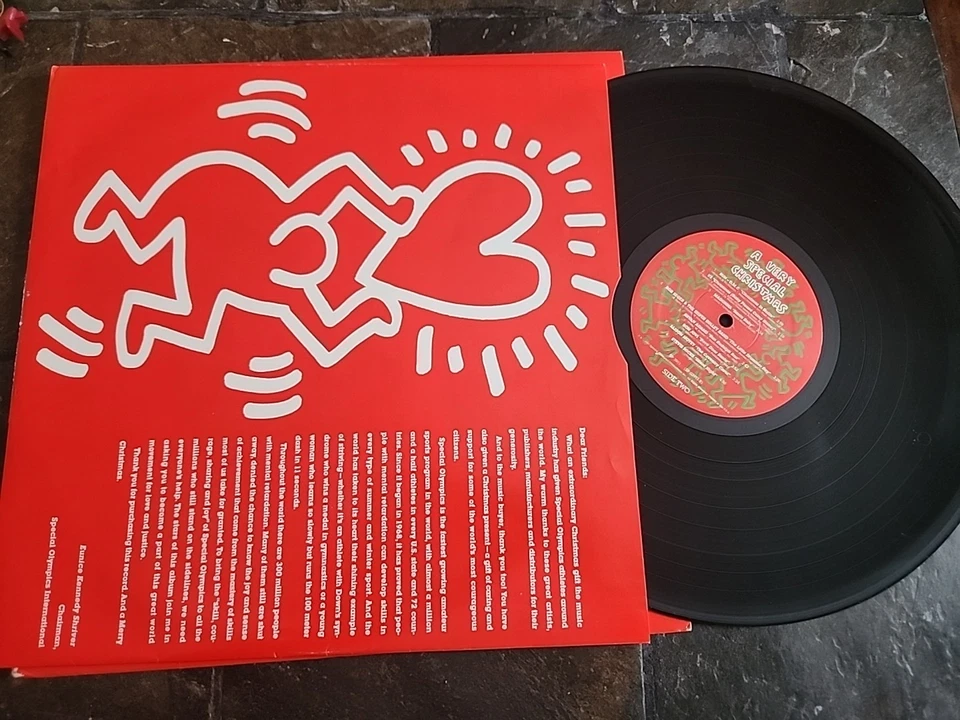 Dear Friends:
What an extraordinary Christmas gift the music
industry has given Special Olympics athletes around
the world. My warm thanks to these great artists,
publishers, manufacturers and distributors for their
generosity.
And to the music buyer, thank you too! You have
also given a Christmas present—a gift of caring and
support for some of the world's most courageous
citizens.
Special Olympics is the fastest growing amateur
sports program in the world, with almost a million
and a half athletes in every U.S. state and 72 coun-
tries. Since it began in 1968, it has proved that peo-
ple with mental retardation can develop skills in
every type of summer and winter sport. And the
world has taken to its heart their shining example
of striving—whether it's an athlete with Down's syn-
drome who wins a medal in gymnastics or a young
woman who learns so slowly but runs the 100 meter
dash in 11 seconds.
Throughout the world there are 300 million people
with mental retardation. Many of them still are shut
away, denied the chance to know the joy and sense
of achievement that come from the mastery of skills
most of us take for granted. To bring the "skill, cou-
rage, sharing and joy" of Special Olympics to all the
millions who still stand on the sidelines, we need
everyone's help. The stars of this album join me in
asking you to become a part of this great world
movement for love and justice.
Thank you for purchasing this record. And a Merry
Christmas.
Eunice Kennedy Shriver
Chairman,
Special Olympics International
A VERY
SPECIAL
CHRISTMAS
SIDE TWO